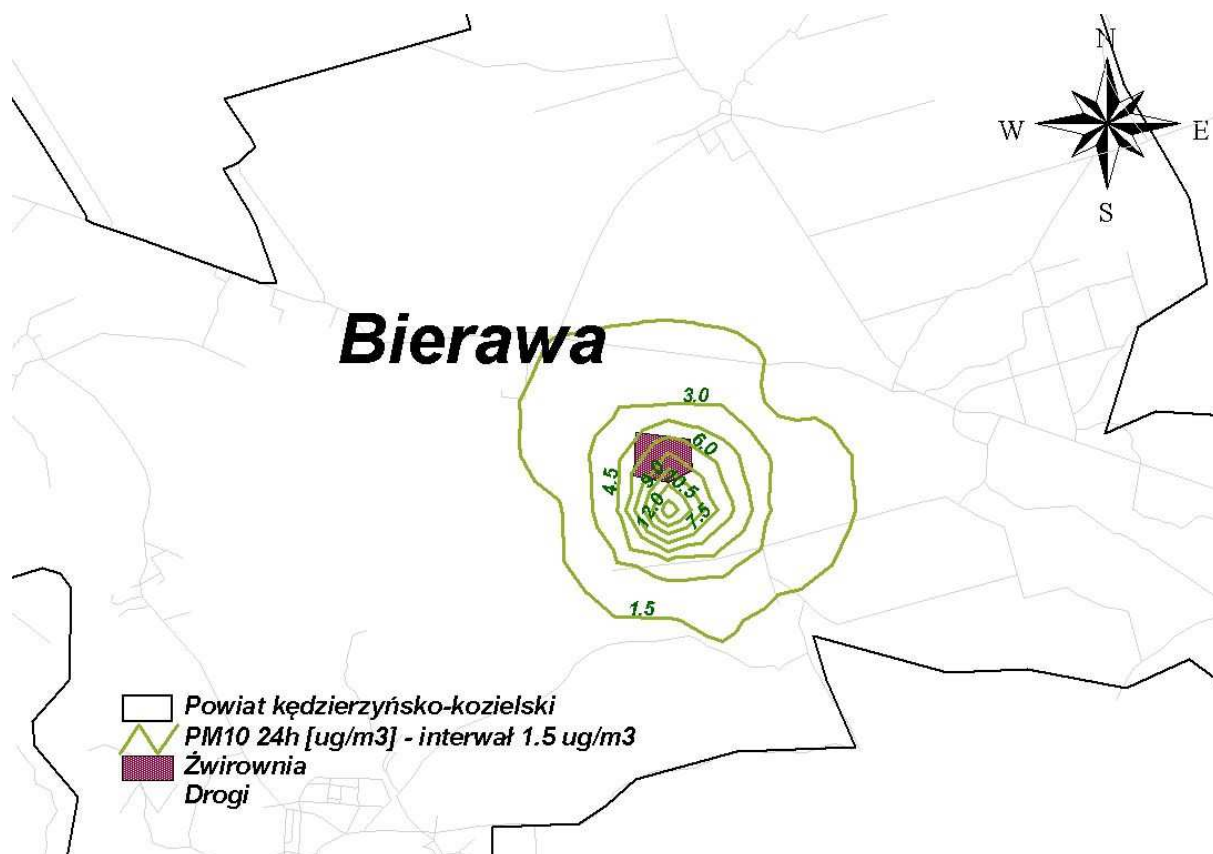 N
W E
S
Bierawa
3.0
6.0
4.5
9.0
10.5
12.0
7.5
1.5
Powiat kędzierzyńsko-kozielski
PM10 24h [ug/m3] - interwał 1.5 ug/m3
Żwirownia
Drogi